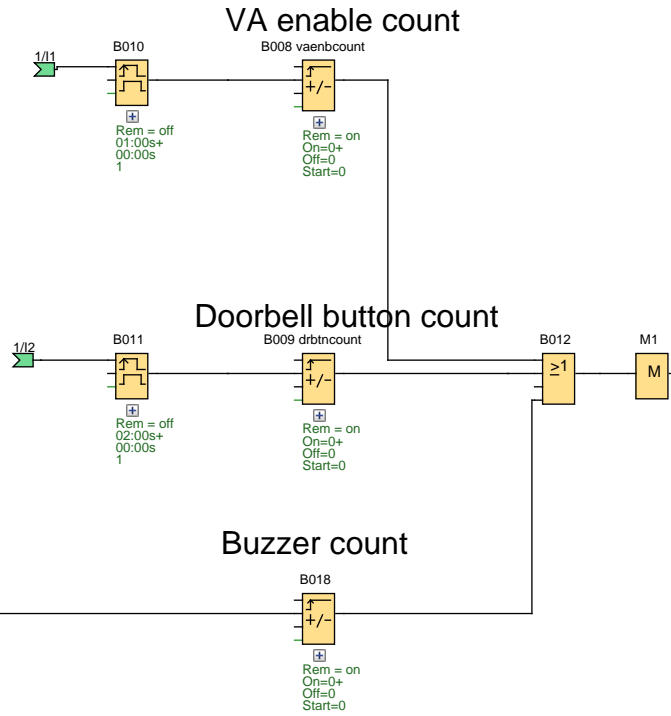 VA enable count
1/I1
B010
B008 vaenbcount
+/-
Rem = off
01:00s+
00:00s
1
Rem = on
On=0+
Off=0
Start=0
Doorbell button count
1/I2
B011
B009 drbtncount
B012
M1
+/-
≥1
M
Rem = off
02:00s+
00:00s
1
Rem = on
On=0+
Off=0
Start=0
Buzzer count
B018
+/-
Rem = on
On=0+
Off=0
Start=0